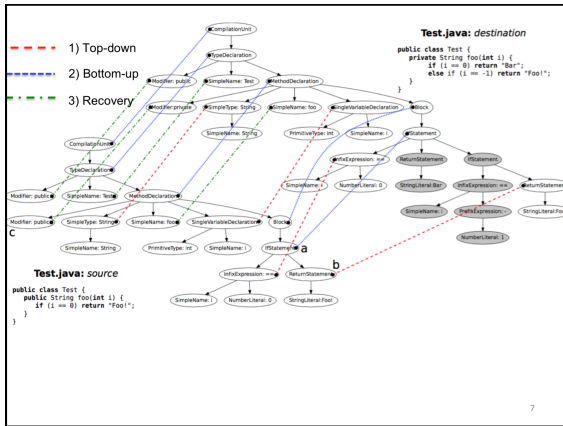 CompilationUnit
Test.java: destination
1) Top-down
TypeDeclaration
public class Test {
private String foo(int i) {
if (i == 0) return "Bar";
else if (i == -1) return "Foo!";
}
}
2) Bottom-up
Modifier: public
SimpleName: Test
MethodDeclaration
3) Recovery
Modifier:private
SimpleType: String
SimpleName: foo
SingleVariableDeclaration
Block
SimpleName: String
PrimitiveType: int
SimpleName: i
IfStatement
CompilationUnit
InfixExpression: ==
ReturnStatement
IfStatement
TypeDeclaration
SimpleName: i
NumberLiteral: 0
StringLiteral:Bar
InfixExpression: ==
ReturnStatement
Modifier: public
SimpleName: Test
MethodDeclaration
SimpleName: i
PrefixExpression: -
StringLiteral:Foo!
Modifier: public
SimpleType: String
SimpleName: foo
SingleVariableDeclaration
Block
c
NumberLiteral: 1
SimpleName: String
PrimitiveType: int
SimpleName: i
IfStatement
a
b
Test.java: source
InfixExpression: ==
ReturnStatement
public class Test {
public String foo(int i) {
if (i == 0) return "Foo!";
}
}
SimpleName: i
NumberLiteral: 0
StringLiteral:Foo!
7